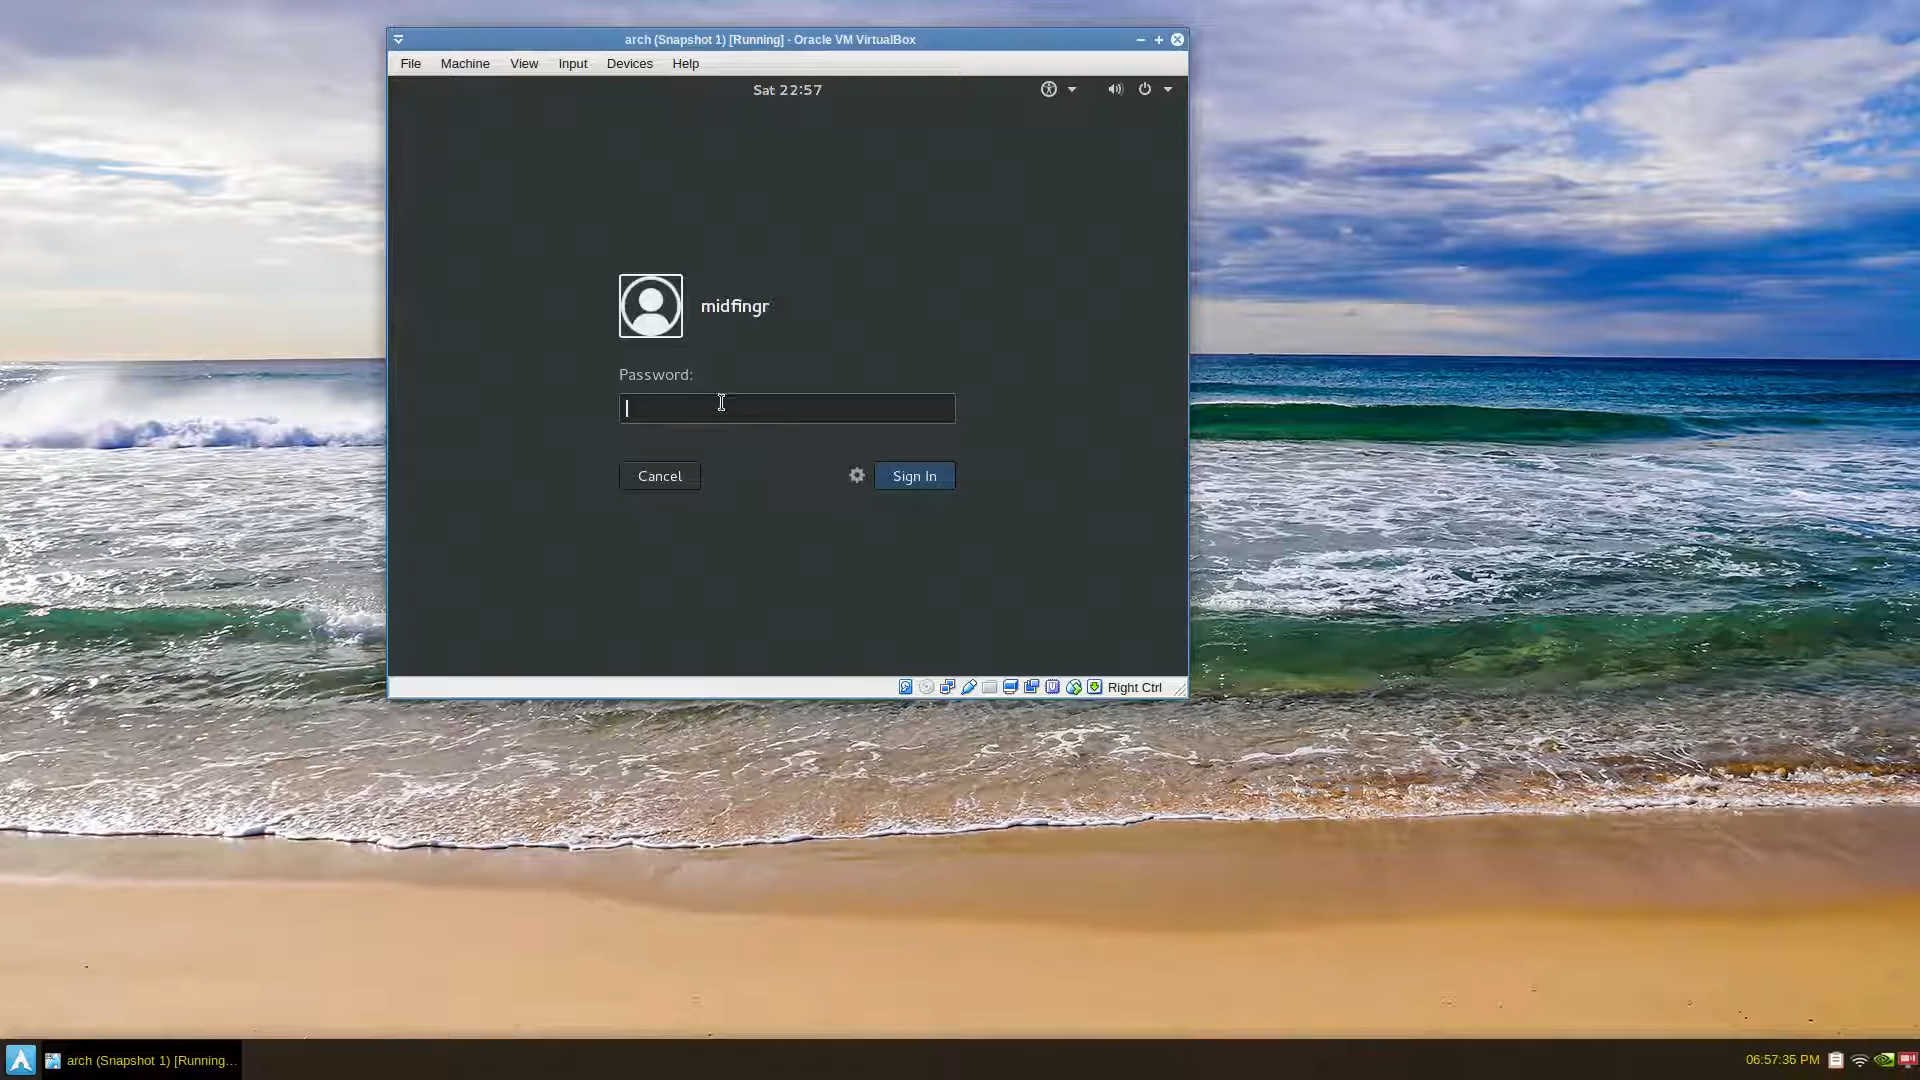 arch (Snapshot 1) [Running] - Oracle VM VirtualBox
File Machine View Input Devices Help
Sat 22:57
midfingr
Password:
Cancel
Sign In
Right Ctrl
arch (Snapshot 1) [Running...
06:57:35 PM